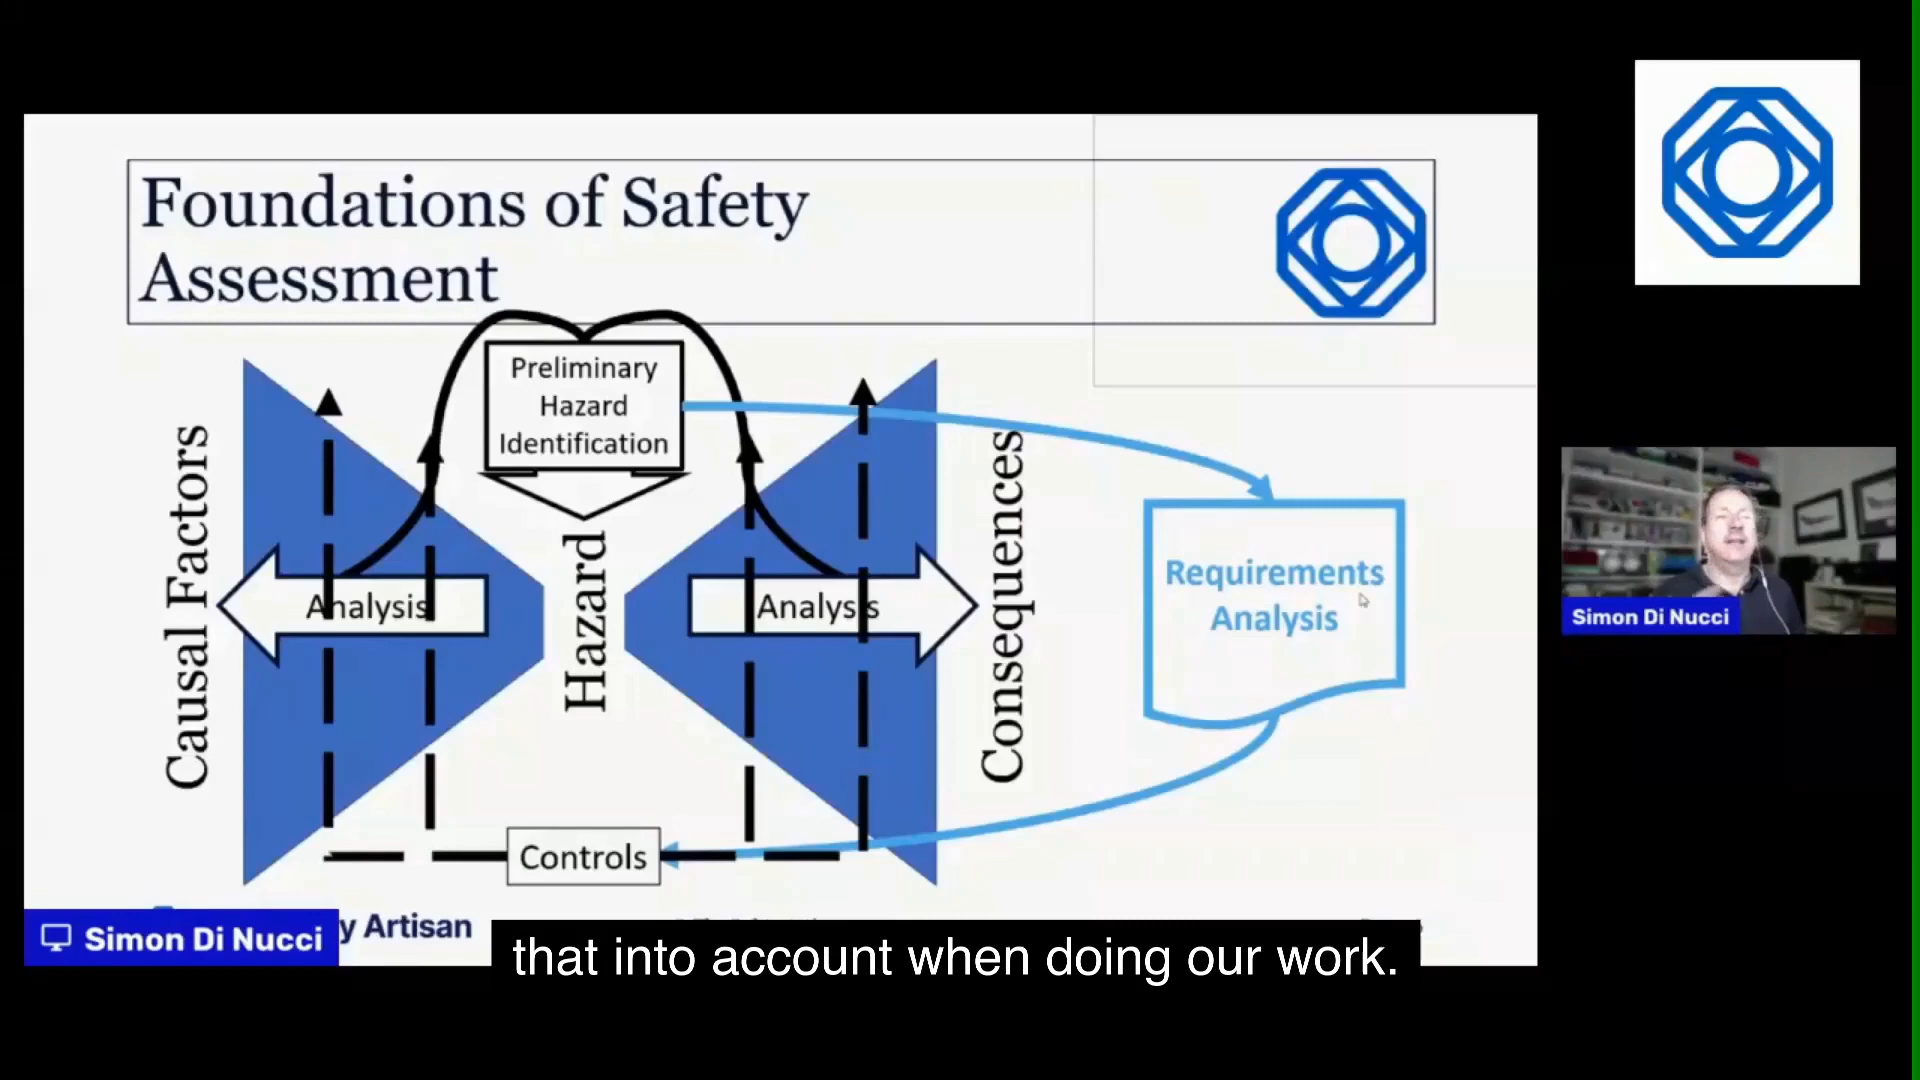 Foundations of Safety
Assessment
Preliminary
Hazard
Identification
Causal Factors
Analysis
Hazard
Analysis
Consequences
Requirements
Analysis
Controls
Simon Di Nucci
Simon Di Nucci
y Artisan
that into account when doing our work.